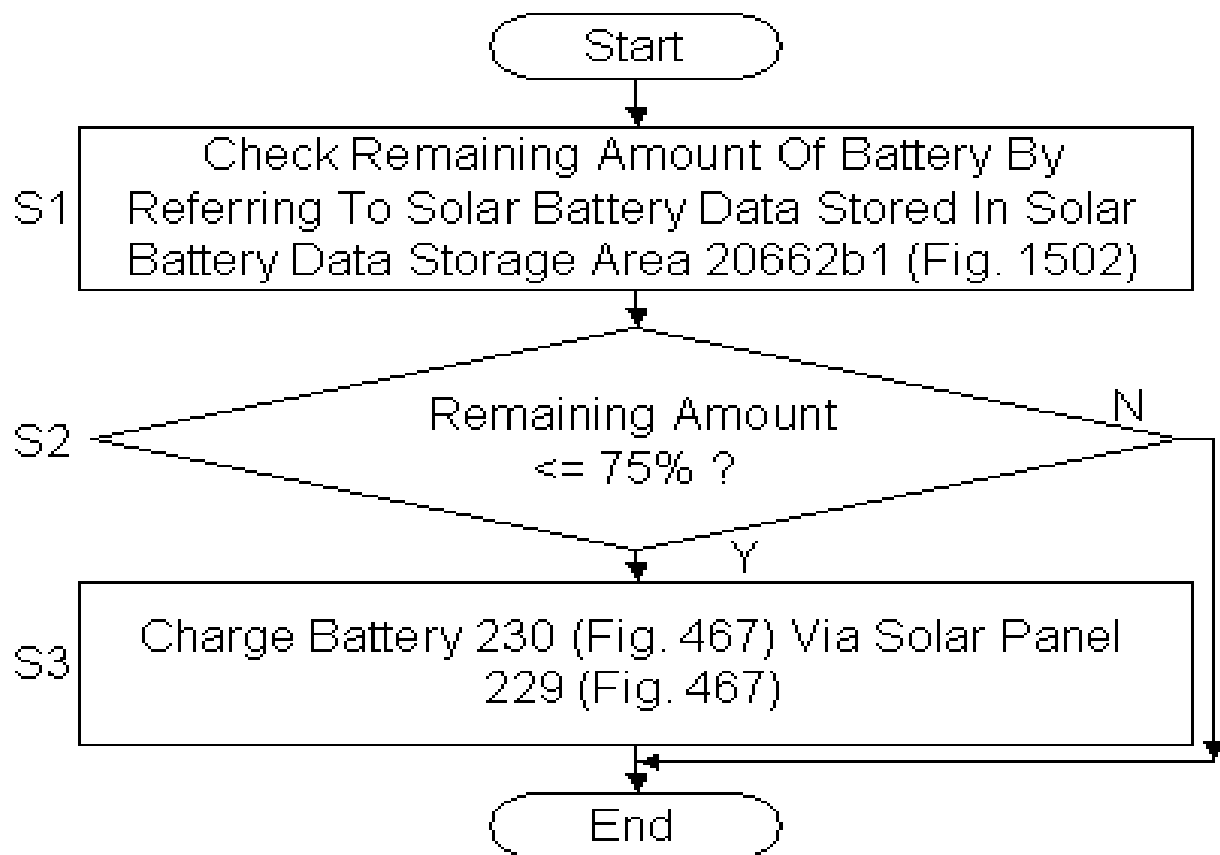 Start
S1
Check Remaining Amount Of Battery By
Referring To Solar Battery Data Stored In Solar
Battery Data Storage Area 20662b1 (Fig. 1502)
S2
Remaining Amount
<= 75% ?
N
Y
S3
Charge Battery 230 (Fig. 467) Via Solar Panel
229 (Fig. 467)
End